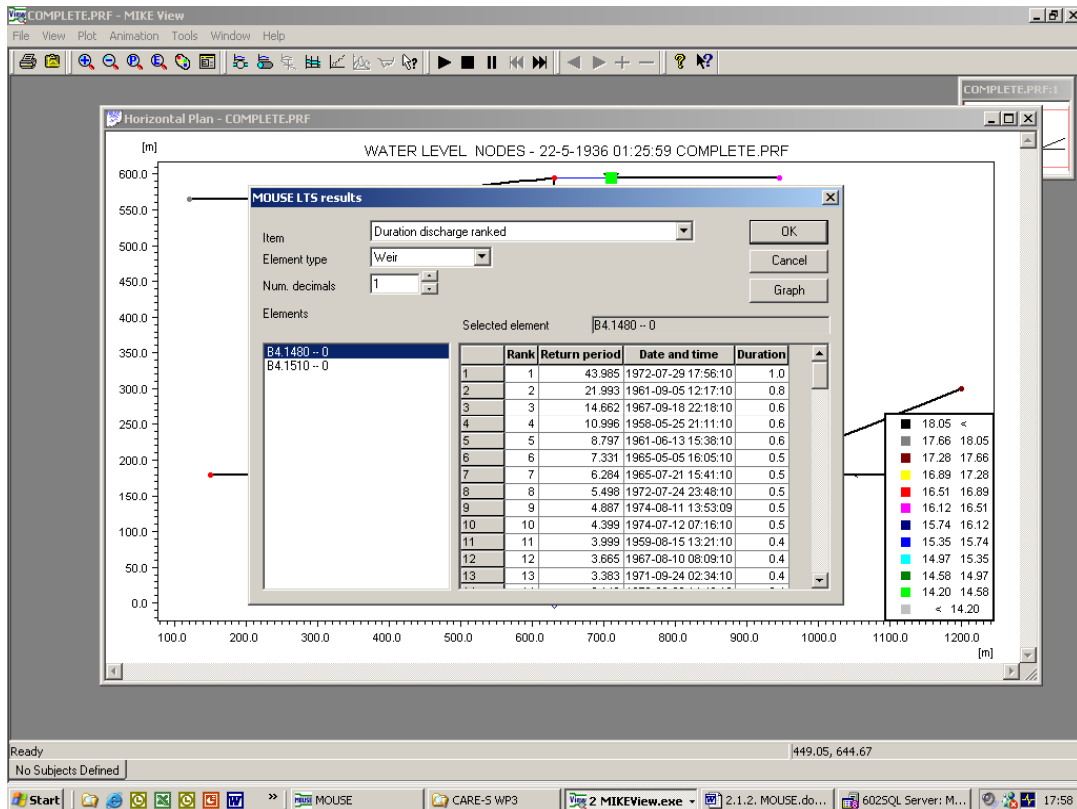 COMPLETE.PRF - MIKE View
File View Plot Animation Tools Window Help
COMPLETE.PRF:1
Horizontal Plan - COMPLETE.PRF
[m]
WATER LEVEL NODES - 22-5-1936 01:25:59 COMPLETE.PRF
600.0
550.0
500.0
450.0
400.0
350.0
300.0
250.0
200.0
150.0
100.0
50.0
0.0
MOUSE LTS results
Item Duration discharge ranked OK
Element type Weir Cancel
Num. decimals 1 Graph
Elements
Selected element B4.1480 -- 0
B4.1480 -- 0
B4.1510 -- 0
Rank Return period Date and time Duration
1 1 43.985 1972-07-29 17:56:10 1.0
2 2 21.993 1961-09-05 12:17:10 0.8
3 3 14.662 1967-09-18 22:18:10 0.6
4 4 10.996 1958-05-25 21:11:10 0.6
5 5 8.797 1961-06-13 15:38:10 0.6
6 6 7.331 1965-05-05 16:05:10 0.5
7 7 6.284 1965-07-21 15:41:10 0.5
8 8 5.498 1972-07-24 23:48:10 0.5
9 9 4.887 1974-08-11 13:53:09 0.5
10 10 4.399 1974-07-12 07:16:10 0.5
11 11 3.999 1959-08-15 13:21:10 0.4
12 12 3.665 1967-08-10 08:09:10 0.4
13 13 3.383 1971-09-24 02:34:10 0.4
18.05 <
17.66 18.05
17.28 17.66
16.89 17.28
16.51 16.89
16.12 16.51
15.74 16.12
15.35 15.74
14.97 15.35
14.58 14.97
14.20 14.58
< 14.20
100.0 200.0 300.0 400.0 500.0 600.0 700.0 800.0 900.0 1000.0 1100.0 1200.0
[m]
Ready 449.05, 644.67
No Subjects Defined
Start » MOUSE CARE-S WP3 2 MIKEView.exe 2.1.2. MOUSE.do... 602SQL Server: M... 17:58